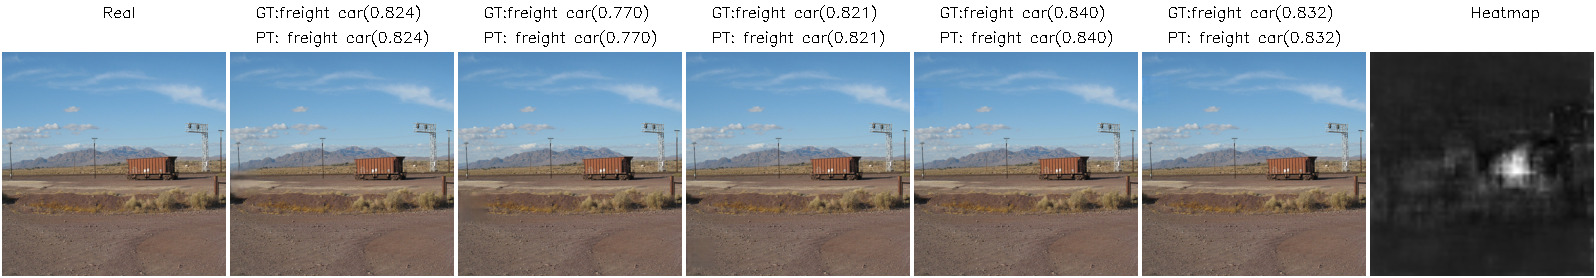 Real
GT:freight car(0.824)
PT: freight car(0.824)
GT:freight car(0.770)
PT: freight car(0.770)
GT:freight car(0.821)
PT: freight car(0.821)
GT:freight car(0.840)
PT: freight car(0.840)
GT:freight car(0.832)
PT: freight car(0.832)
Heatmap